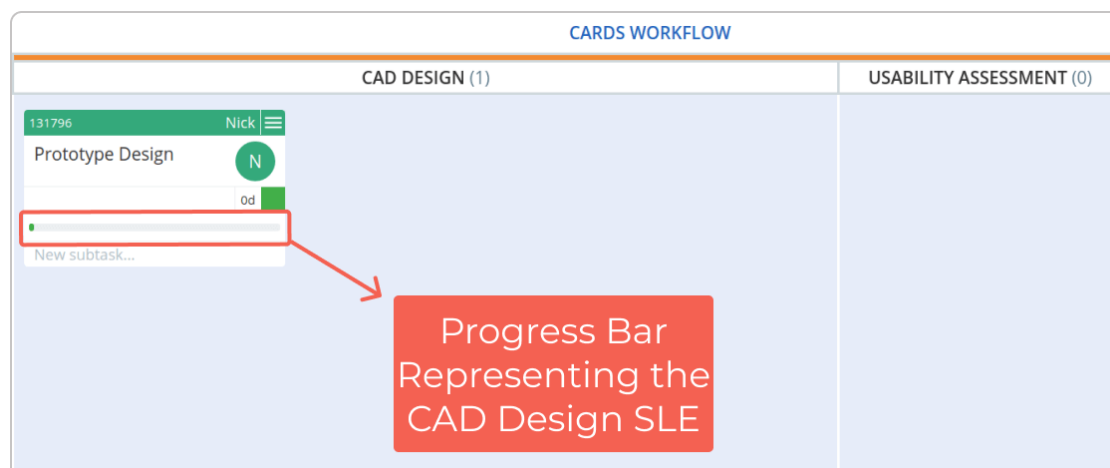 CARDS WORKFLOW
CAD DESIGN (1)
USABILITY ASSESSMENT (0)
131796
Nick
Prototype Design
N
0d
New subtask...
Progress Bar
Representing the
CAD Design SLE